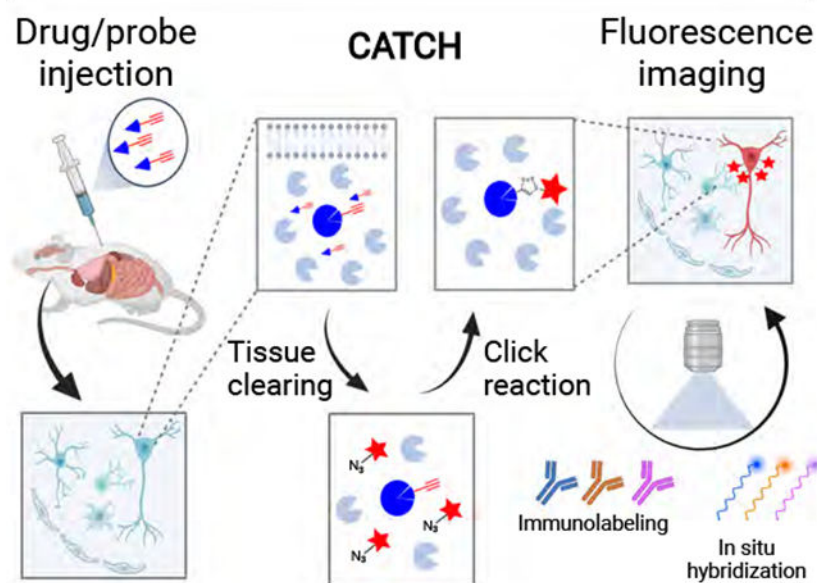 Drug/probe
injection
CATCH
Fluorescence
imaging
Tissue
clearing
Click
reaction
N₃
N₃
N₃
Immunolabeling
In situ
hybridization